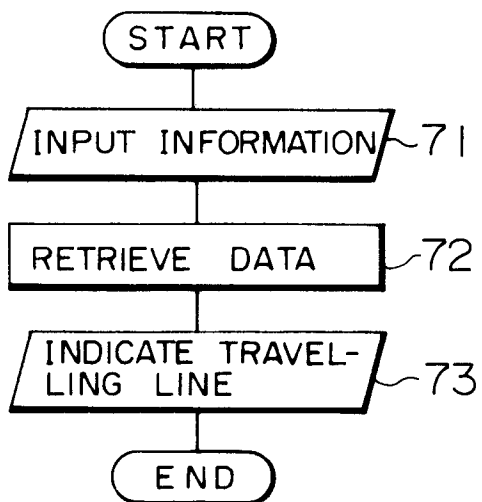 START
INPUT INFORMATION 71
RETRIEVE DATA 72
INDICATE TRAVEL-
LING LINE 73
END